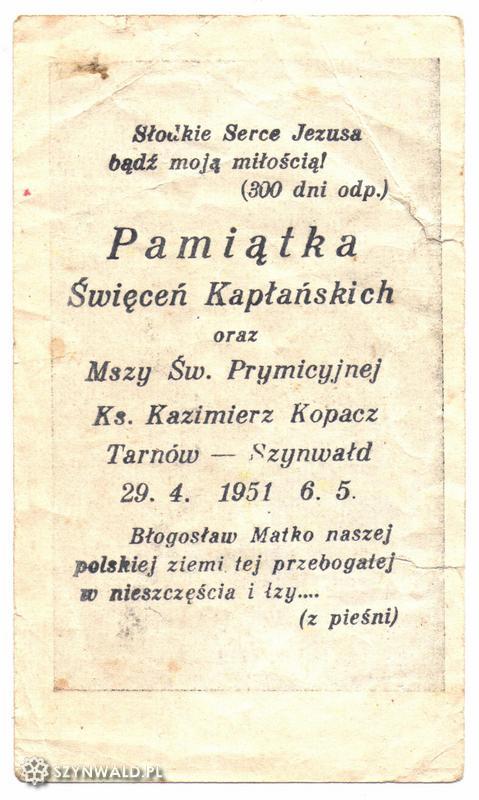 Słodkie Serce Jezusa
bądź moją miłością!
(300 dni odp.)
Pamiątka
Święceń Kapłańskich
oraz
Mszy Św. Prymicyjnej
Ks. Kazimierz Kopacz
Tarnów — Szynwałd
29. 4. 1951 6. 5.
Błogosław Matko naszej
polskiej ziemi tej przebogatej
w nieszczęścia i łzy....
(z pieśni)
SZYNWALD.PL